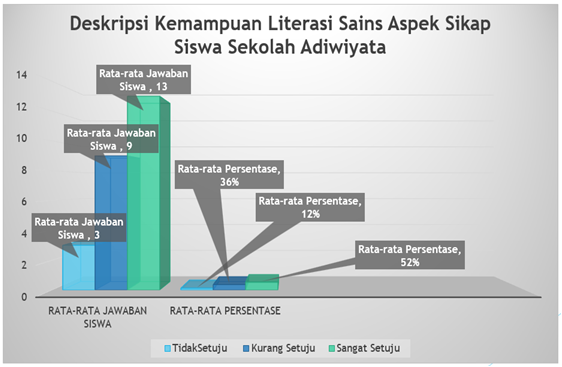 Deskripsi Kemampuan Literasi Sains Aspek Sikap
Siswa Sekolah Adiwiyata
14
12
10
8
6
4
2
0
Rata-rata Jawaban
Siswa , 13
Rata-rata Jawaban
Siswa , 9
Rata-rata Jawaban
Siswa , 3
Rata-rata Persentase,
36%
Rata-rata Persentase,
12%
Rata-rata Persentase,
52%
RATA-RATA JAWABAN
SISWA
RATA-RATA PERSENTASE
TidakSetuju
Kurang Setuju
Sangat Setuju